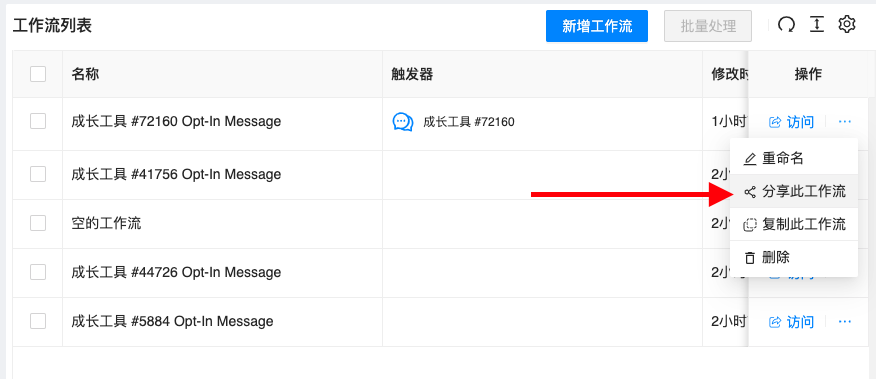 工作流列表 新增工作流 批量处理
名称 触发器 修改时 操作
成长工具 #72160 Opt-In Message 成长工具 #72160 1小时 访问 ···
重命名
成长工具 #41756 Opt-In Message 2小
分享此工作流
空的工作流 2小 复制此工作流
删除
成长工具 #44726 Opt-In Message 2小时
成长工具 #5884 Opt-In Message 2小时 访问 ···